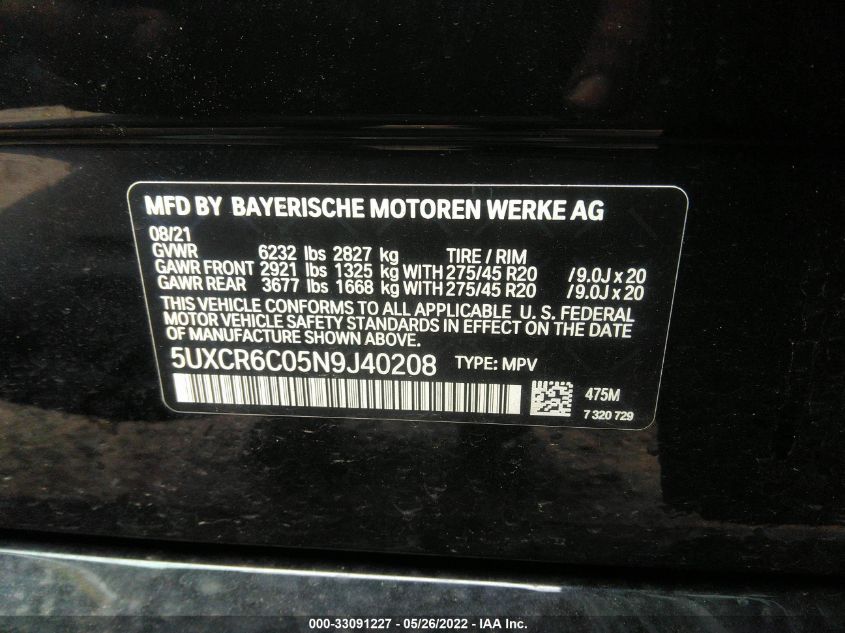 MFD BY BAYERISCHE MOTOREN WERKE AG
08/21
GVWR 6232 lbs 2827 kg TIRE / RIM
GAWR FRONT 2921 lbs 1325 kg WITH 275/45 R20 / 9.0J x 20
GAWR REAR 3677 lbs 1668 kg WITH 275/45 R20 / 9.0J x 20
THIS VEHICLE CONFORMS TO ALL APPLICABLE U. S. FEDERAL
MOTOR VEHICLE SAFETY STANDARDS IN EFFECT ON THE DATE
OF MANUFACTURE SHOWN ABOVE.
5UXCR6C05N9J40208 TYPE: MPV
475M
7 320 729
000-33091227 - 05/26/2022 - COPYRIGHT © IAA